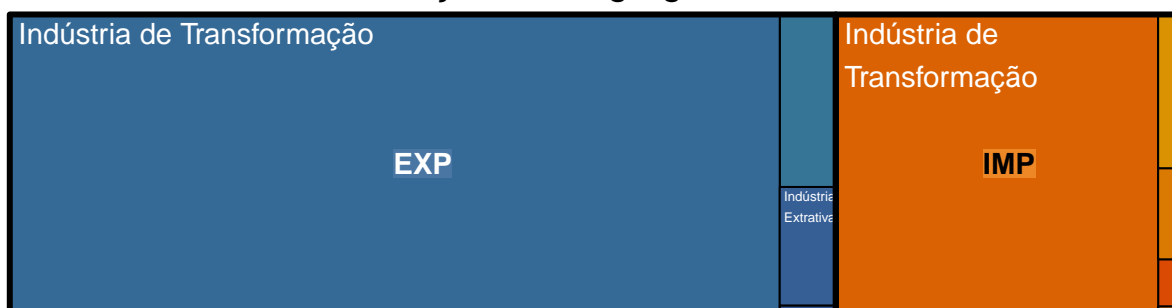 Indústria de Transformação
EXP
Indústria
Extrativa
Indústria de
Transformação
IMP